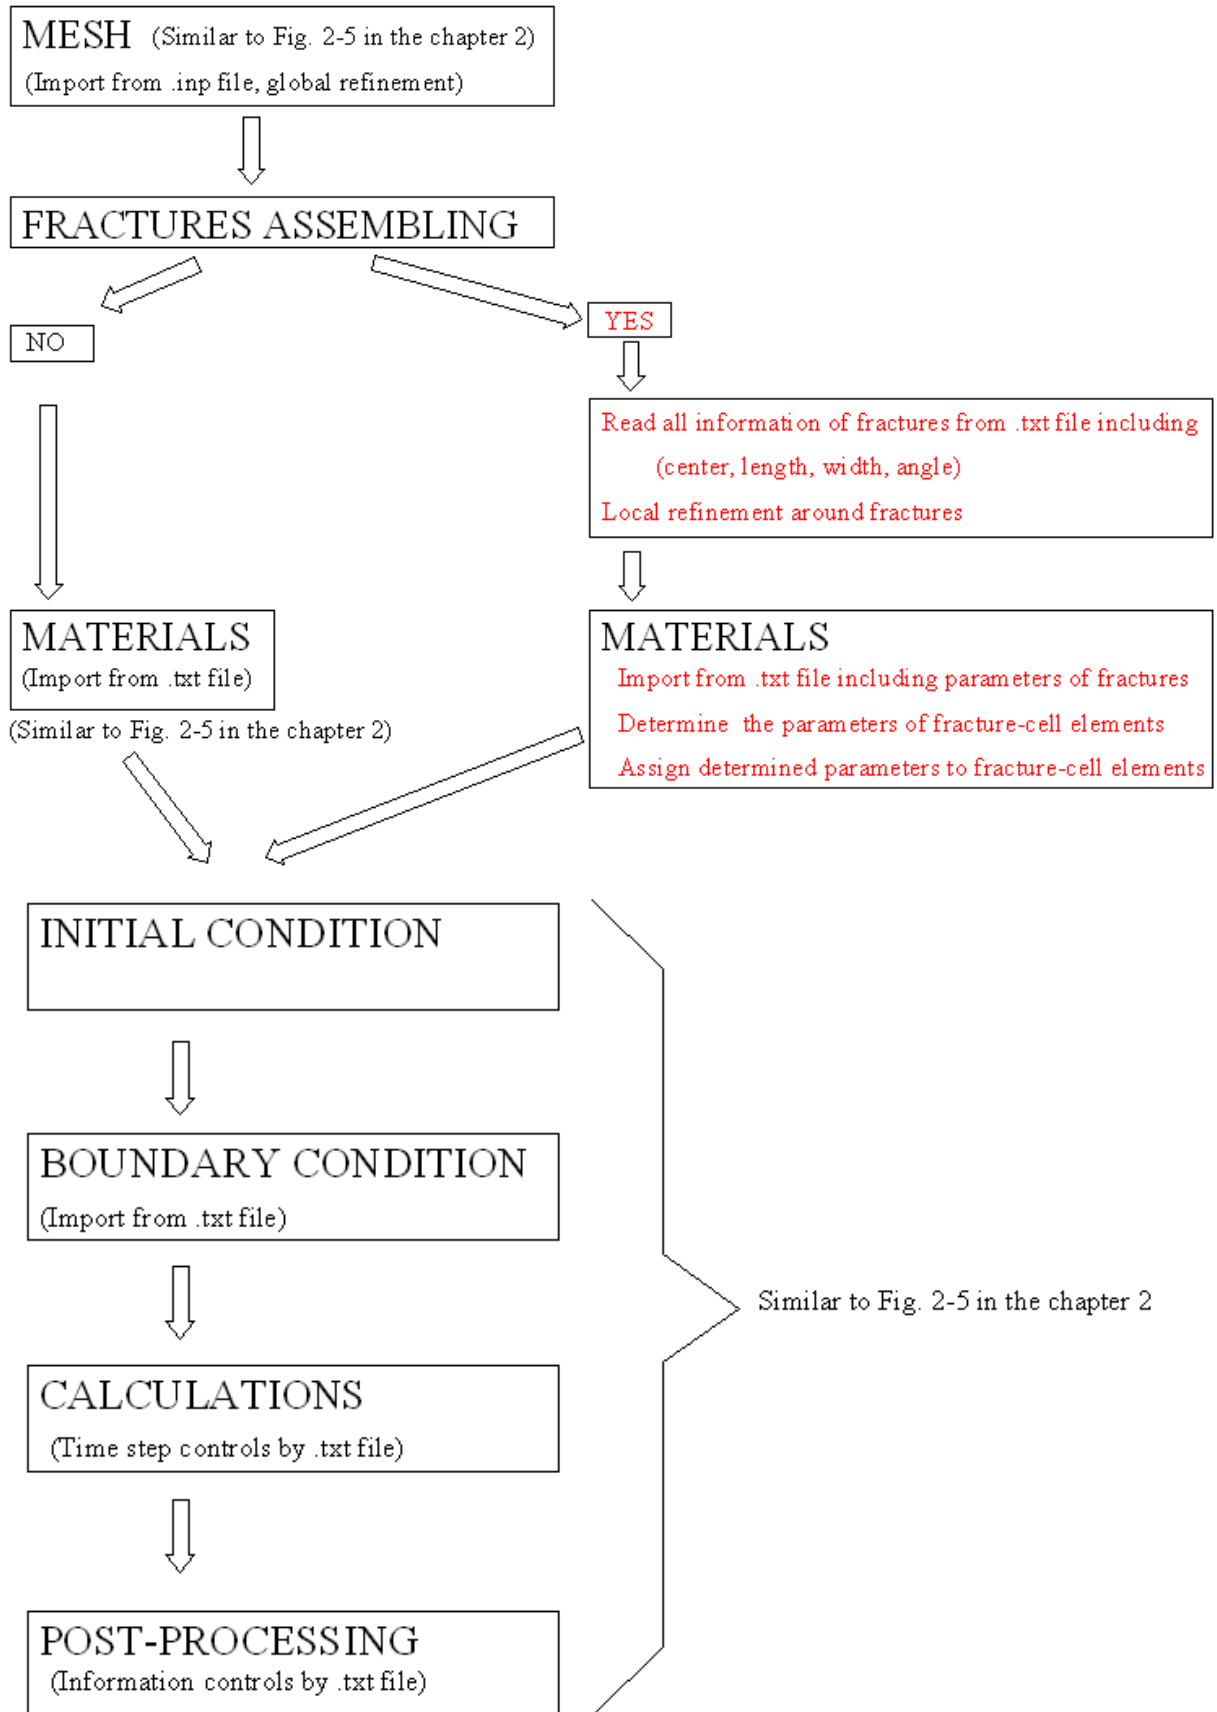 MESH (Similar to Fig. 2-5 in the chapter 2)
(Import from .inp file, global refinement)
FRACTURES ASSEMBLING
NO
YES
Read all information of fractures from .txt file including
(center, length, width, angle)
Local refinement around fractures
MATERIALS
(Import from .txt file)
(Similar to Fig. 2-5 in the chapter 2)
MATERIALS
Import from .txt file including parameters of fractures
Determine the parameters of fracture-cell elements
Assign determined parameters to fracture-cell elements
INITIAL CONDITION
BOUNDARY CONDITION
(Import from .txt file)
Similar to Fig. 2-5 in the chapter 2
CALCULATIONS
(Time step controls by .txt file)
POST-PROCESSING
(Information controls by .txt file)